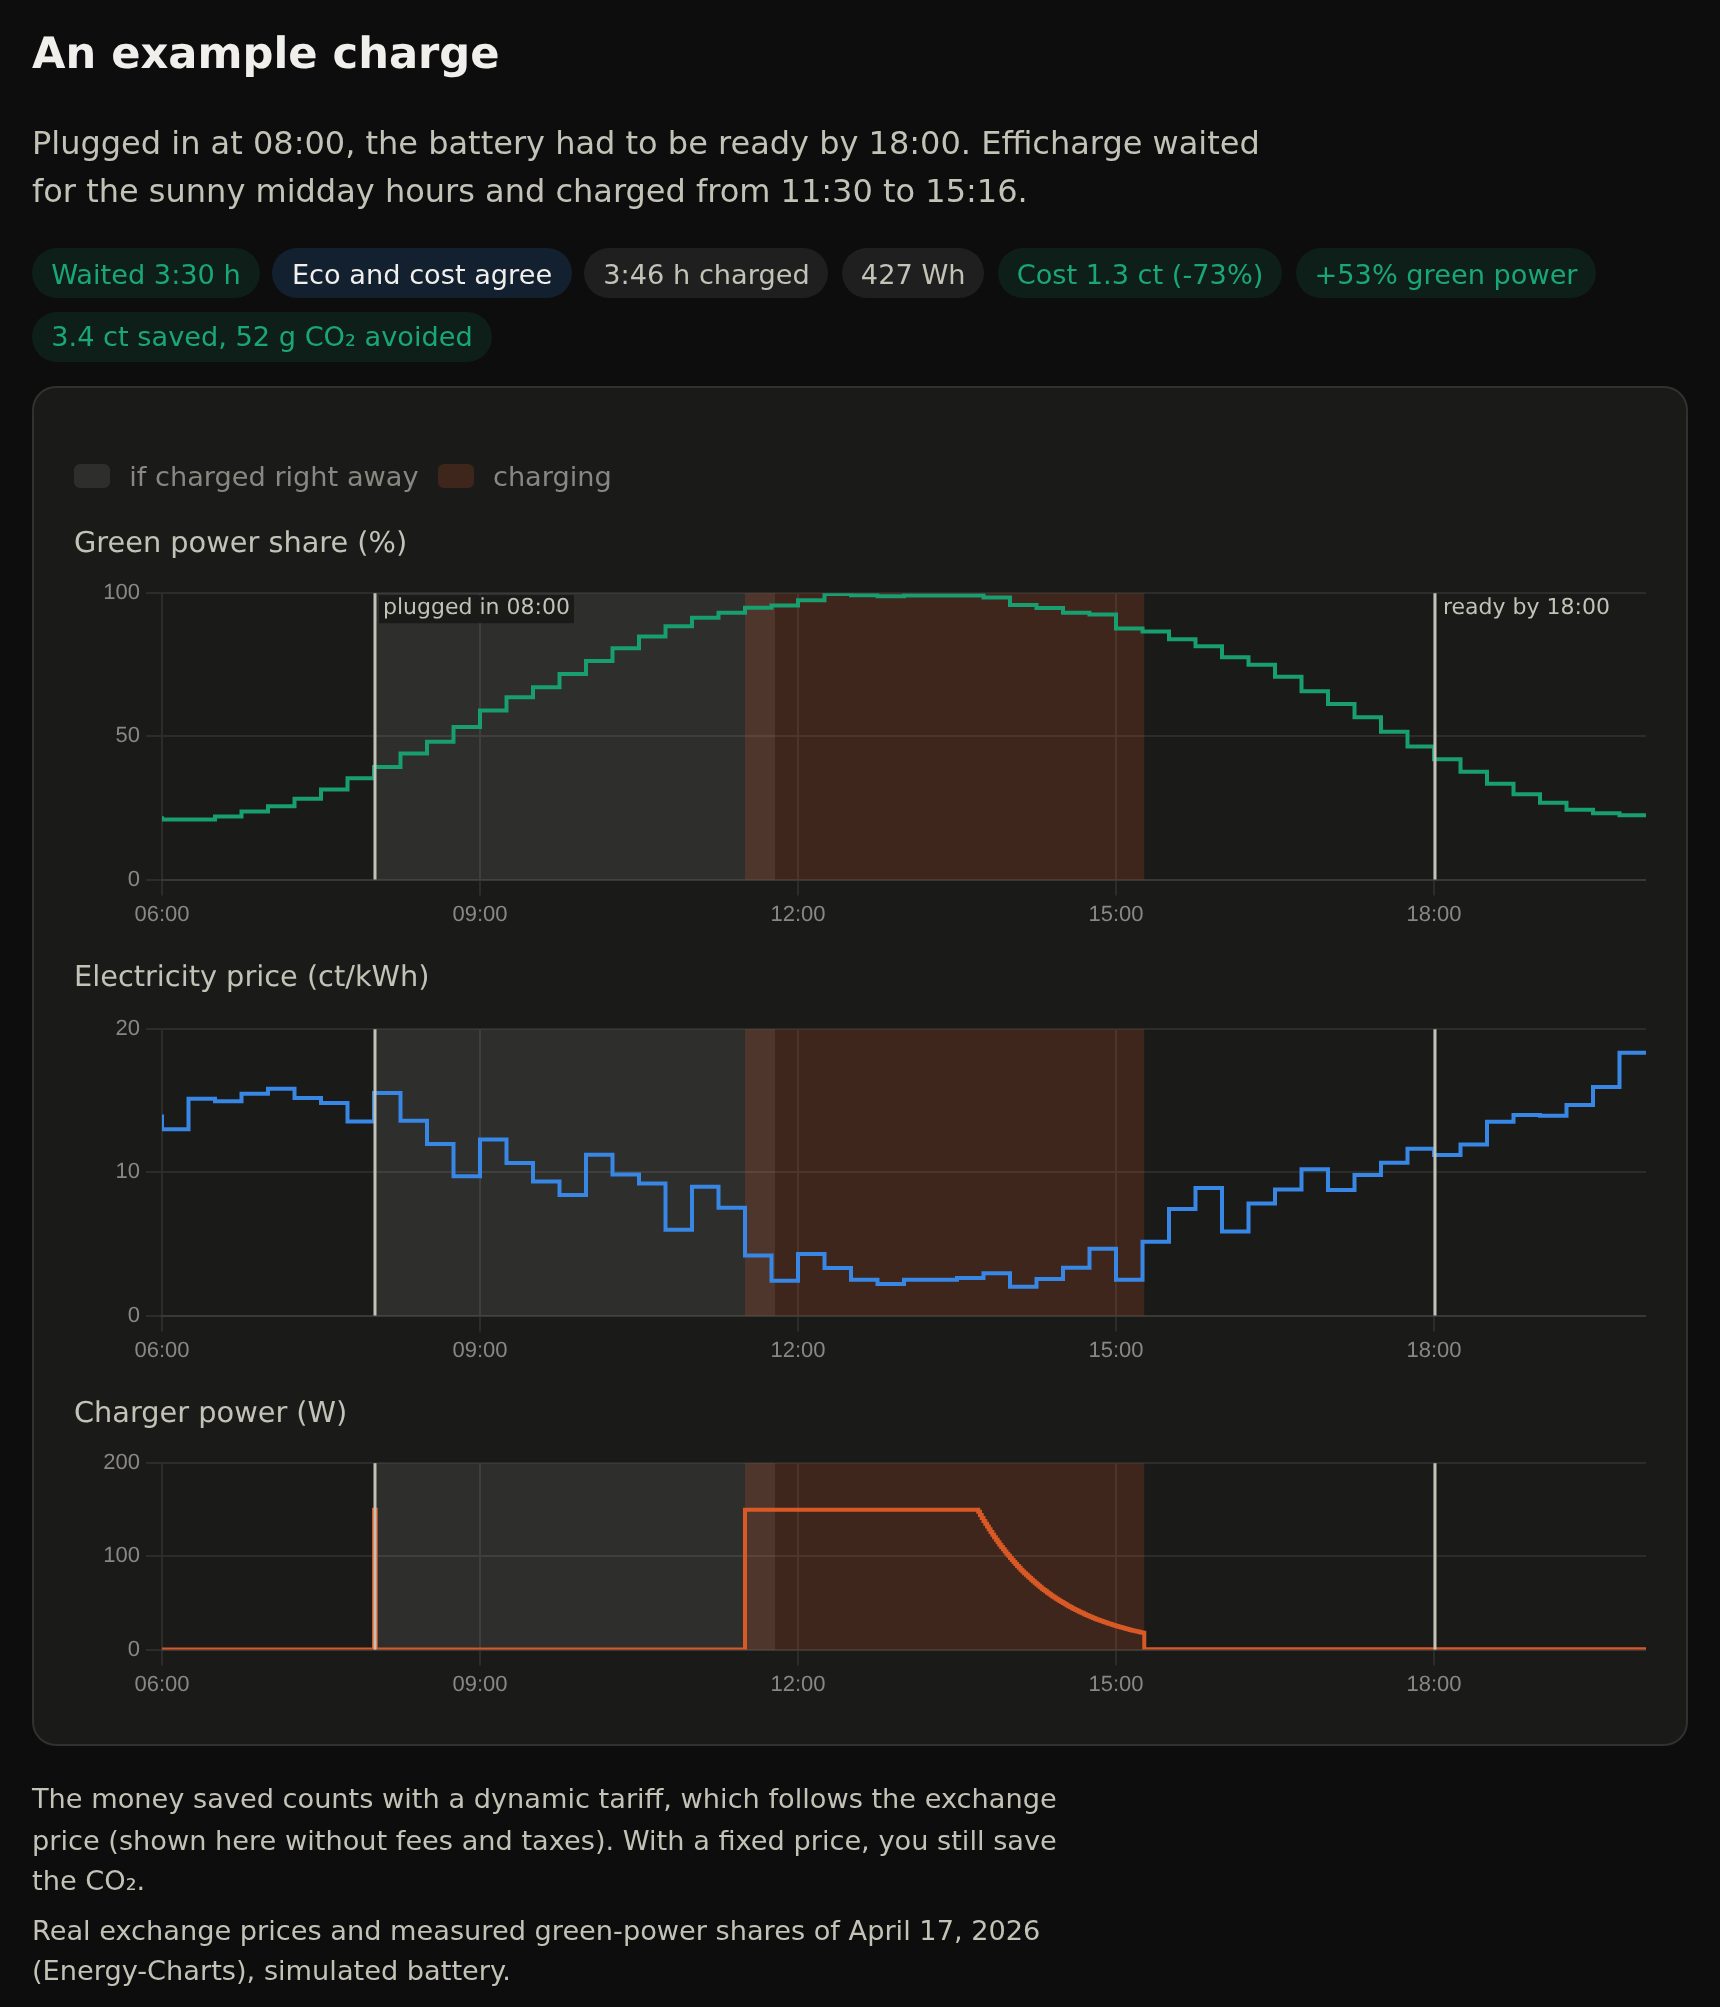 An example charge
Plugged in at 08:00, the battery had to be ready by 18:00. Efficharge waited
for the sunny midday hours and charged from 11:30 to 15:16.
Waited 3:30 h
Eco and cost agree
3:46 h charged
427 Wh
Cost 1.3 ct (-73%)
+53% green power
3.4 ct saved, 52 g CO₂ avoided
if charged right away
charging
Green power share (%)
100
plugged in 08:00
ready by 18:00
50
0
06:00
09:00
12:00
15:00
18:00
Electricity price (ct/kWh)
20
10
0
06:00
09:00
12:00
15:00
18:00
Charger power (W)
200
100
0
06:00
09:00
12:00
15:00
18:00
The money saved counts with a dynamic tariff, which follows the exchange
price (shown here without fees and taxes). With a fixed price, you still save
the CO₂.
Real exchange prices and measured green-power shares of April 17, 2026
(Energy-Charts), simulated battery.